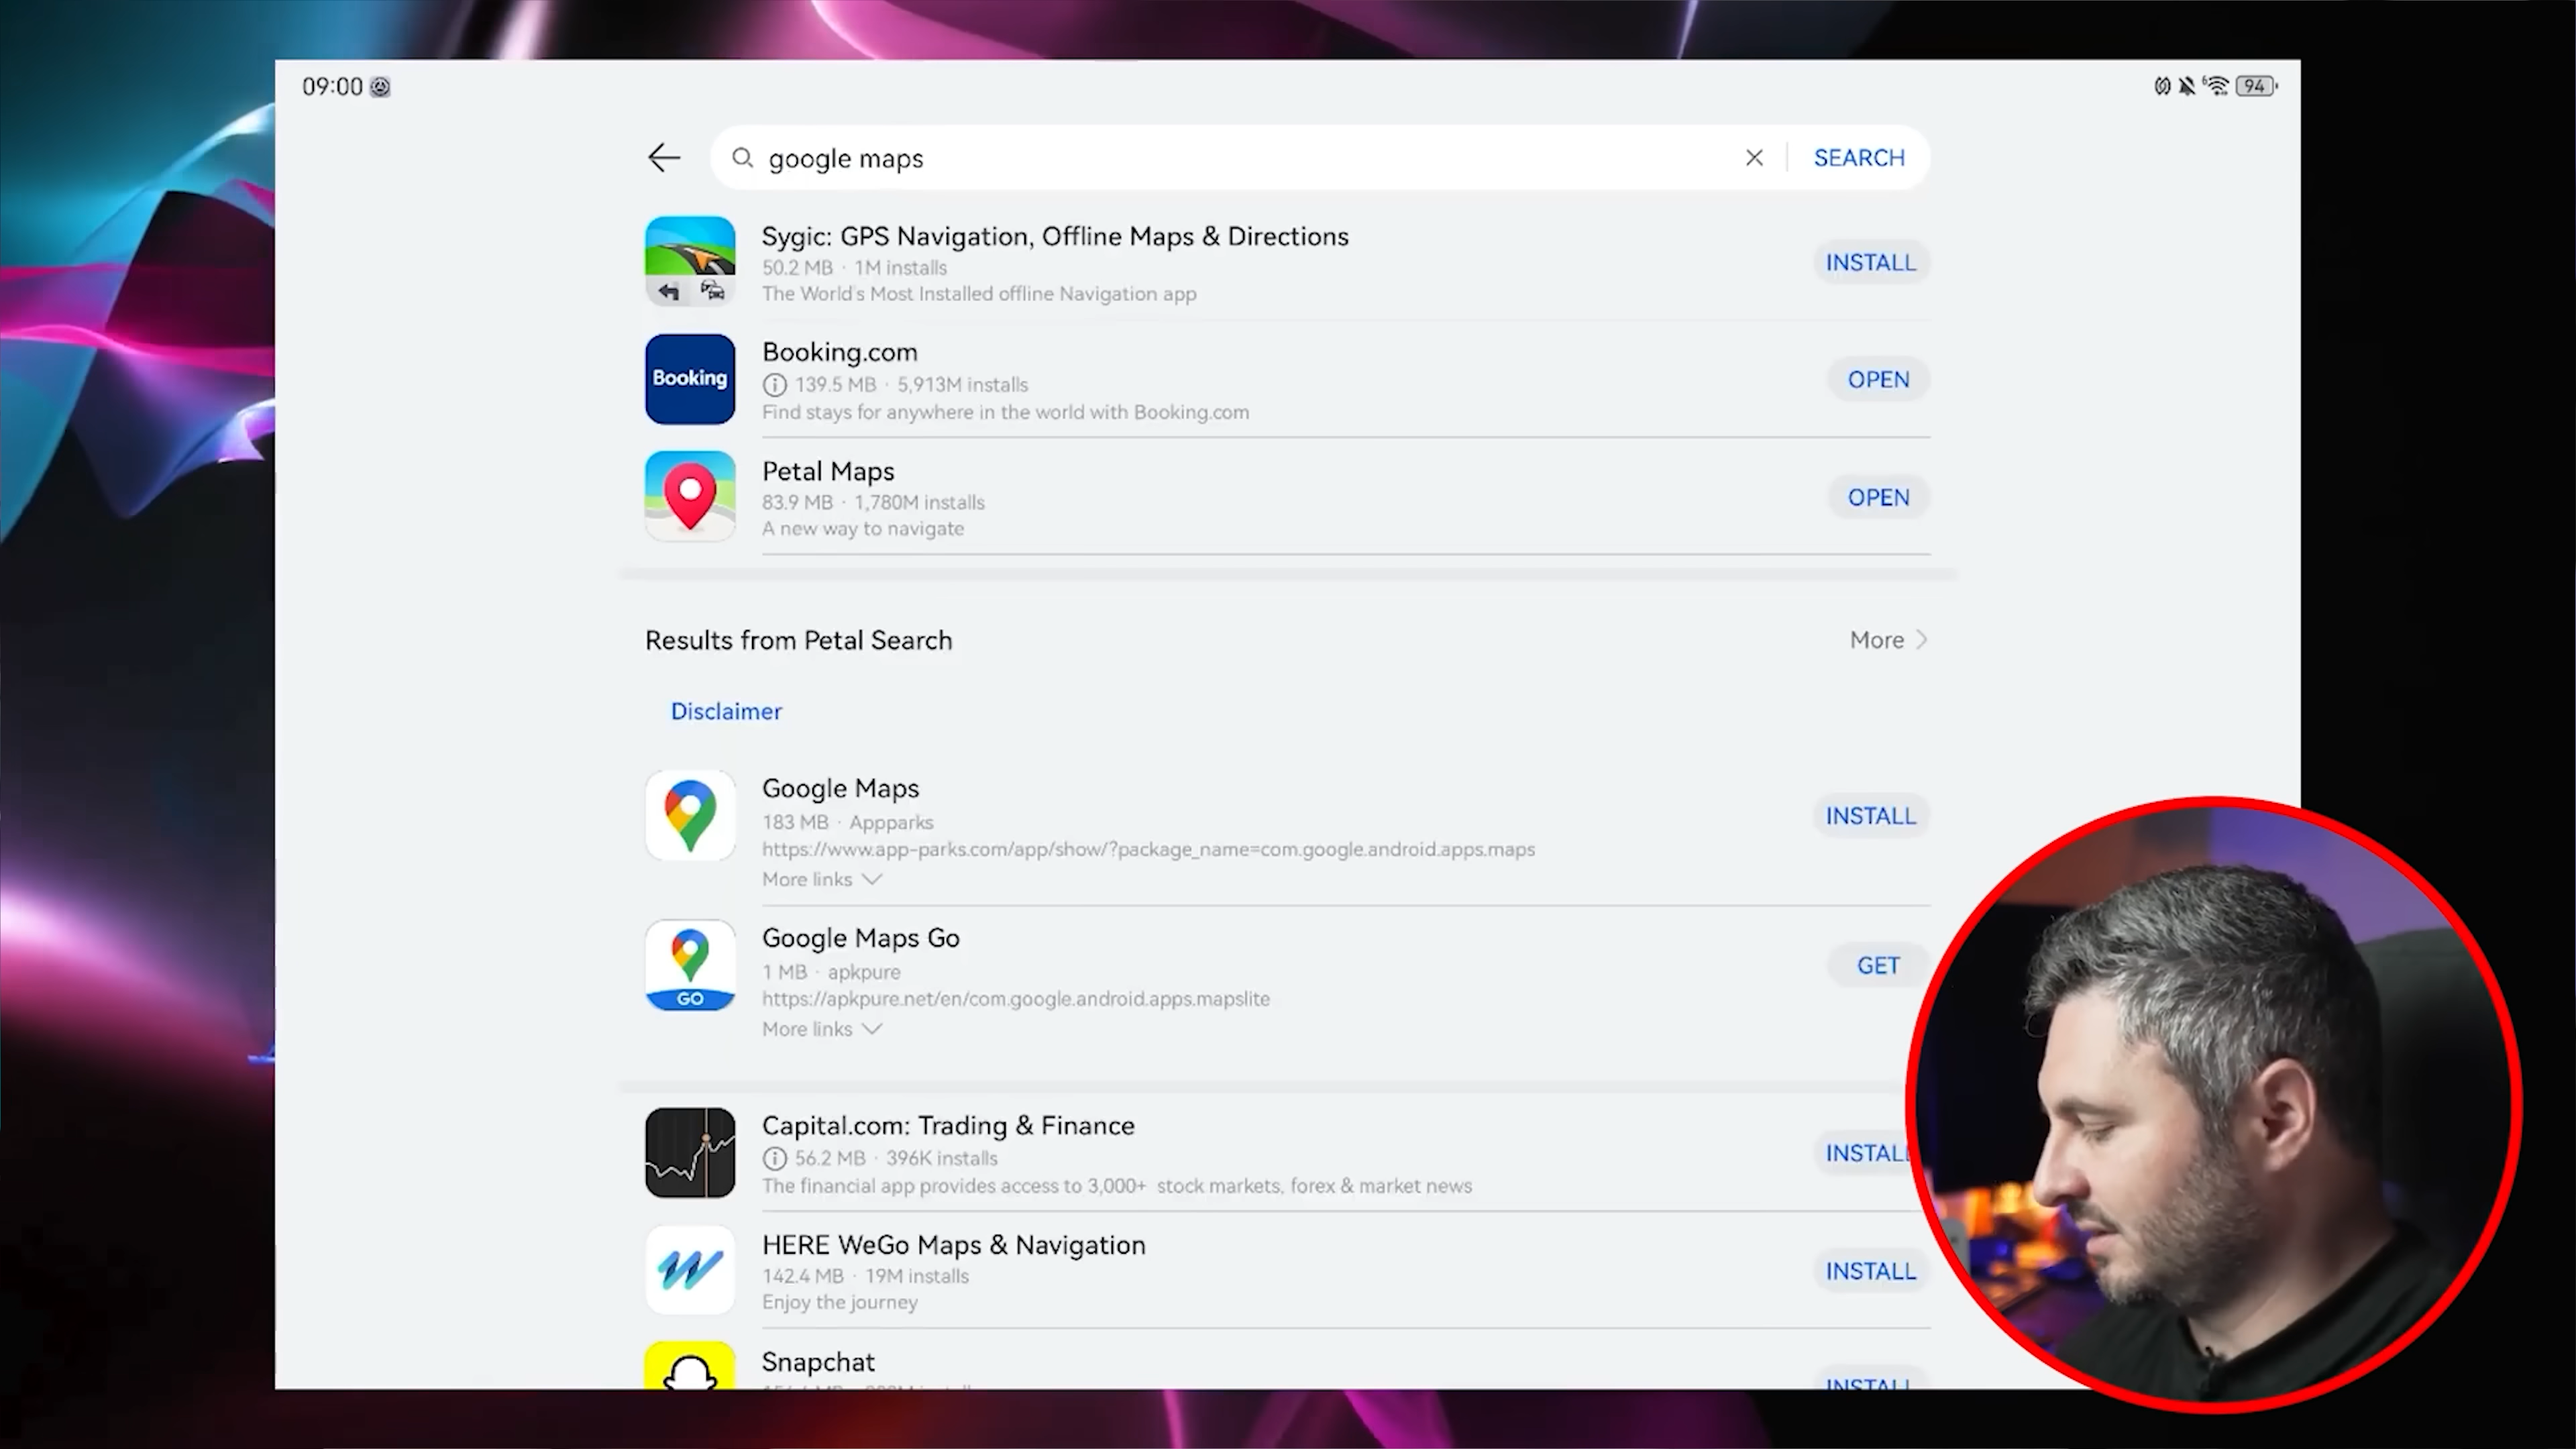 09:00
6 94
google maps
SEARCH
Sygic: GPS Navigation, Offline Maps & Directions
50.2 MB · 1M installs
The World's Most Installed offline Navigation app
INSTALL
Booking
Booking.com
139.5 MB · 5,913M installs
Find stays for anywhere in the world with Booking.com
OPEN
Petal Maps
83.9 MB · 1,780M installs
A new way to navigate
OPEN
Results from Petal Search
More
Disclaimer
Google Maps
183 MB · Appparks
https://www.app-parks.com/app/show/?package_name=com.google.android.apps.maps
More links
INSTALL
GO
Google Maps Go
1 MB · apkpure
https://apkpure.net/en/com.google.android.apps.mapslite
More links
GET
Capital.com: Trading & Finance
56.2 MB · 396K installs
The financial app provides access to 3,000+ stock markets, forex & market news
INSTALL
HERE WeGo Maps & Navigation
142.4 MB · 19M installs
Enjoy the journey
INSTALL
Snapchat
INSTALL